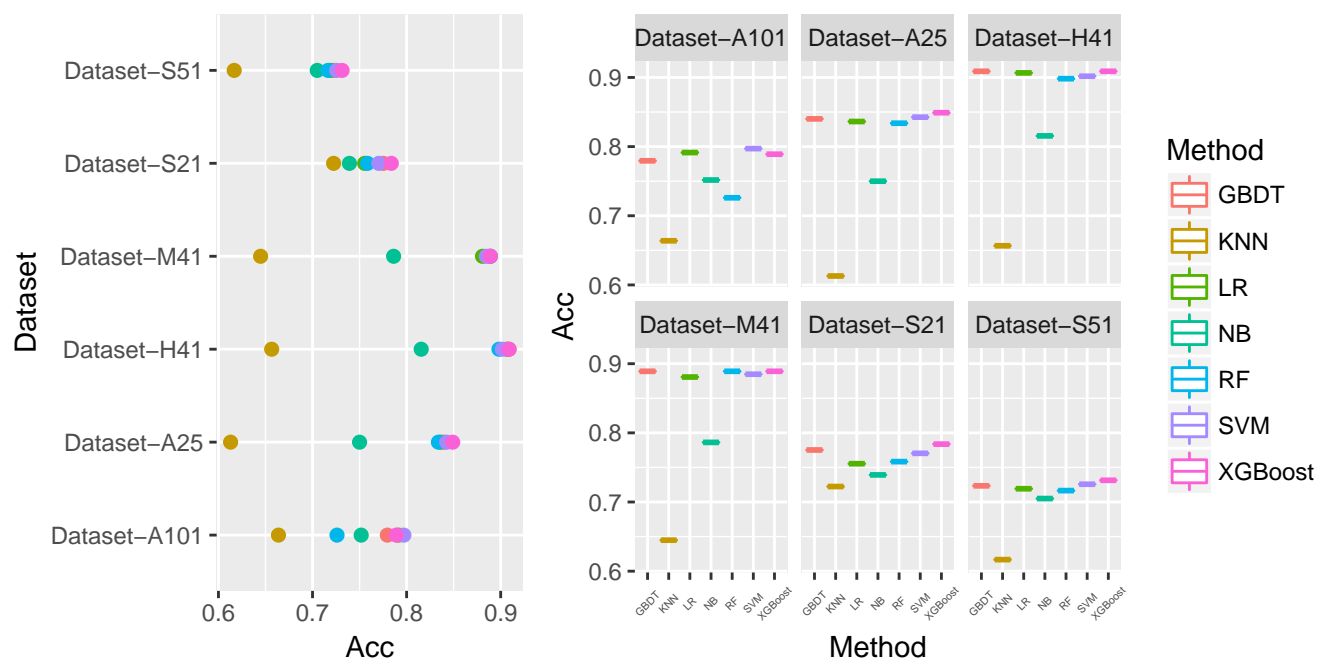 Dataset
Dataset−S51
Dataset−S21
Dataset−M41
Dataset−H41
Dataset−A25
Dataset−A101
0.6 0.7 0.8 0.9
Acc
Acc
Dataset−A101 Dataset−A25 Dataset−H41
0.9
0.8
0.7
0.6
Dataset−M41 Dataset−S21 Dataset−S51
0.9
0.8
0.7
0.6
GBDT KNN LR NB RF SVM XGBoost GBDT KNN LR NB RF SVM XGBoost GBDT KNN LR NB RF SVM XGBoost
Method
Method
GBDT
KNN
LR
NB
RF
SVM
XGBoost